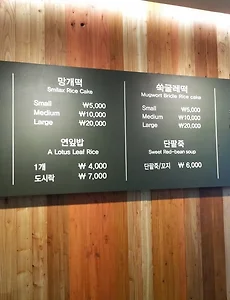 망개떡
Smilax Rice Cake
Small ₩5,000
Medium ₩10,000
Large ₩20,000
연잎밥
A Lotus Leaf Rice
1개 ₩ 4,000
도시락 ₩ 7,000
쑥굴레떡
Mugwort Bridle Rice cake
Small ₩5,000
Medium ₩10,000
Large ₩20,000
단팥죽
Sweet Red-bean soup
단팥죽/꼬지 ₩ 6,000